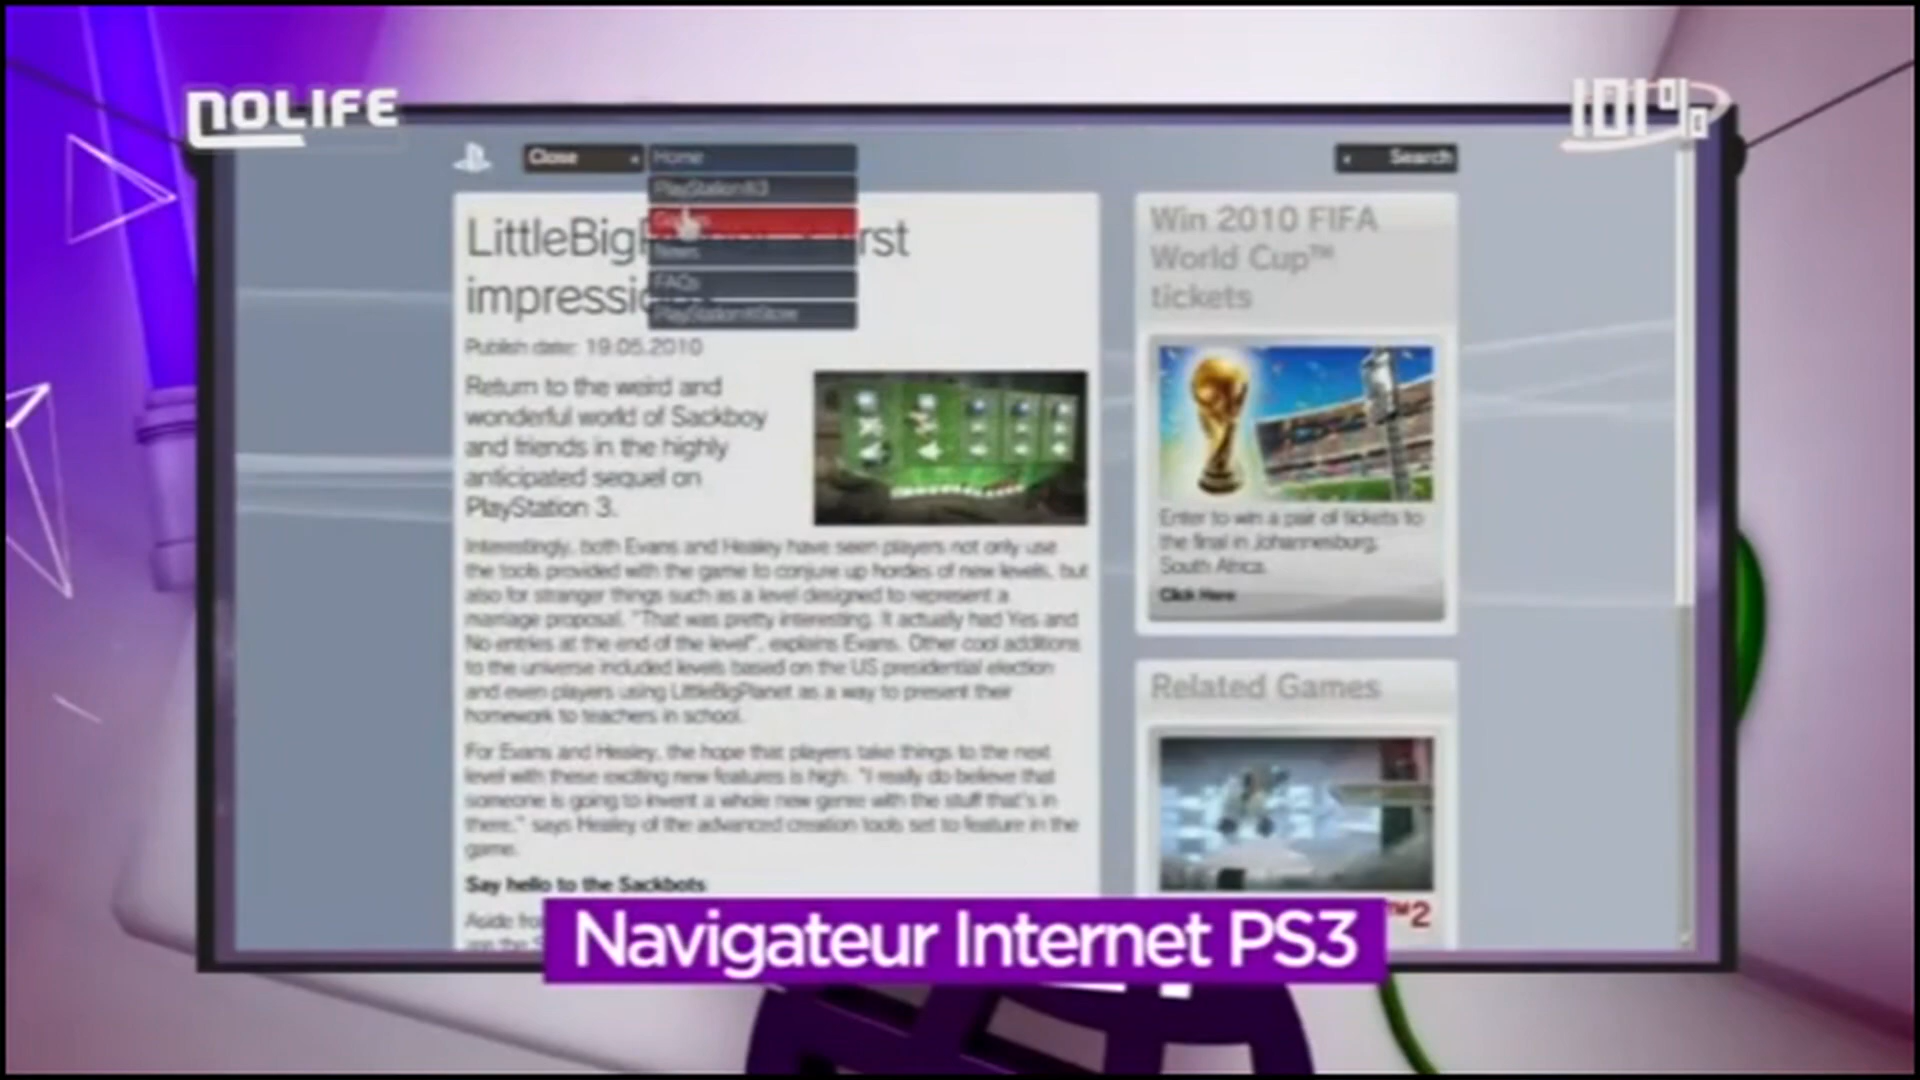 NOLIFE
101%
Close
Home
Search
PlayStation®3
Games
News
FAQs
PlayStation®Store
LittleBig
rst
impressio
Publish date: 19.05.2010
Return to the weird and
wonderful world of Sackboy
and friends in the highly
anticipated sequel on
PlayStation 3.
Interestingly, both Evans and Healey have seen players not only use
the tools provided with the game to conjure up hordes of new levels, but
also for stranger things such as a level designed to represent a
marriage proposal. "That was pretty interesting. It actually had Yes and
No entries at the end of the level", explains Evans. Other cool additions
to the universe included levels based on the US presidential election
and even players using LittleBigPlanet as a way to present their
homework to teachers in school.
For Evans and Healey, the hope that players take things to the next
level with these exciting new features is high. "I really do believe that
someone is going to invent a whole new genre with the stuff that's in
there," says Healey of the advanced creation tools set to feature in the
game.
Say hello to the Sackbots
Aside
Win 2010 FIFA
World Cup™
tickets
Enter to win a pair of tickets to
the final in Johannesburg,
South Africa.
Click Here
Related Games
™2
Navigateur Internet PS3